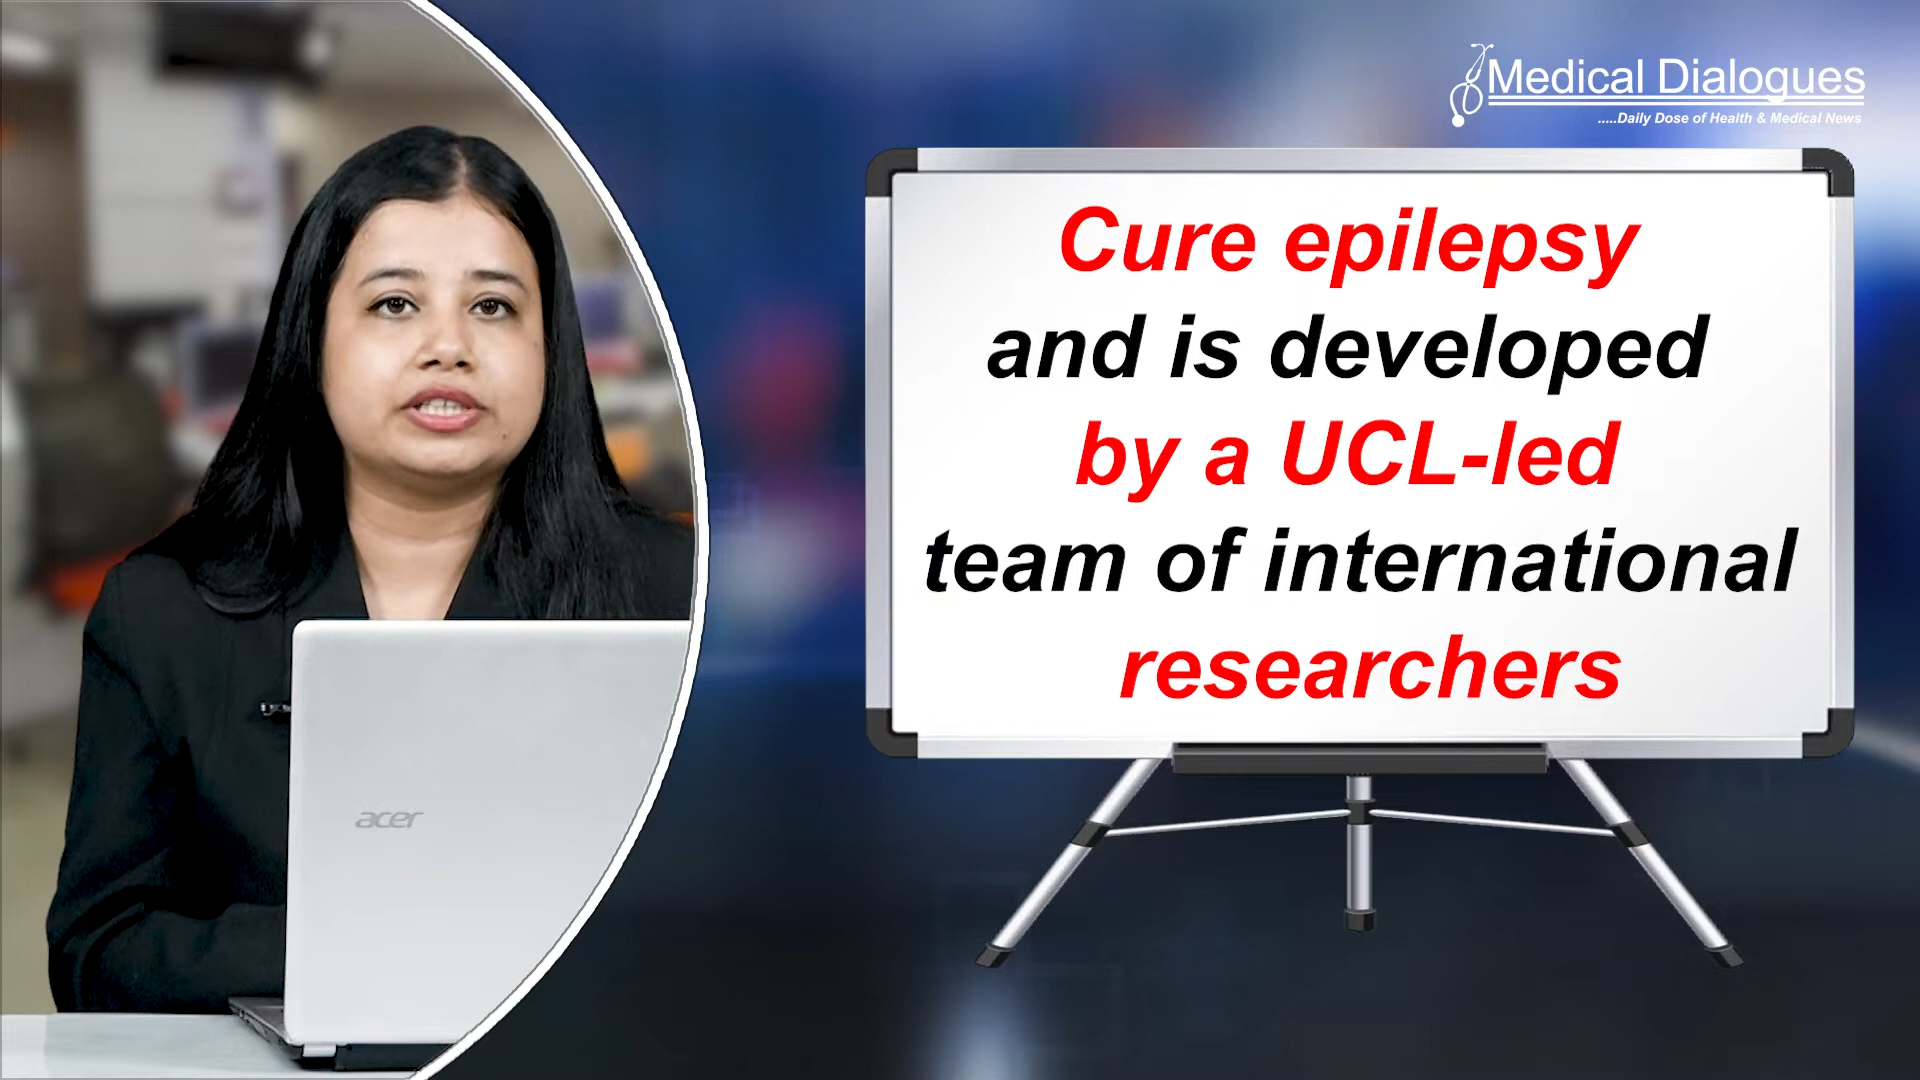 Medical Dialogues
.....Daily Dose of Health & Medical News
Cure epilepsy
and is developed
by a UCL-led
team of international
researchers
acer